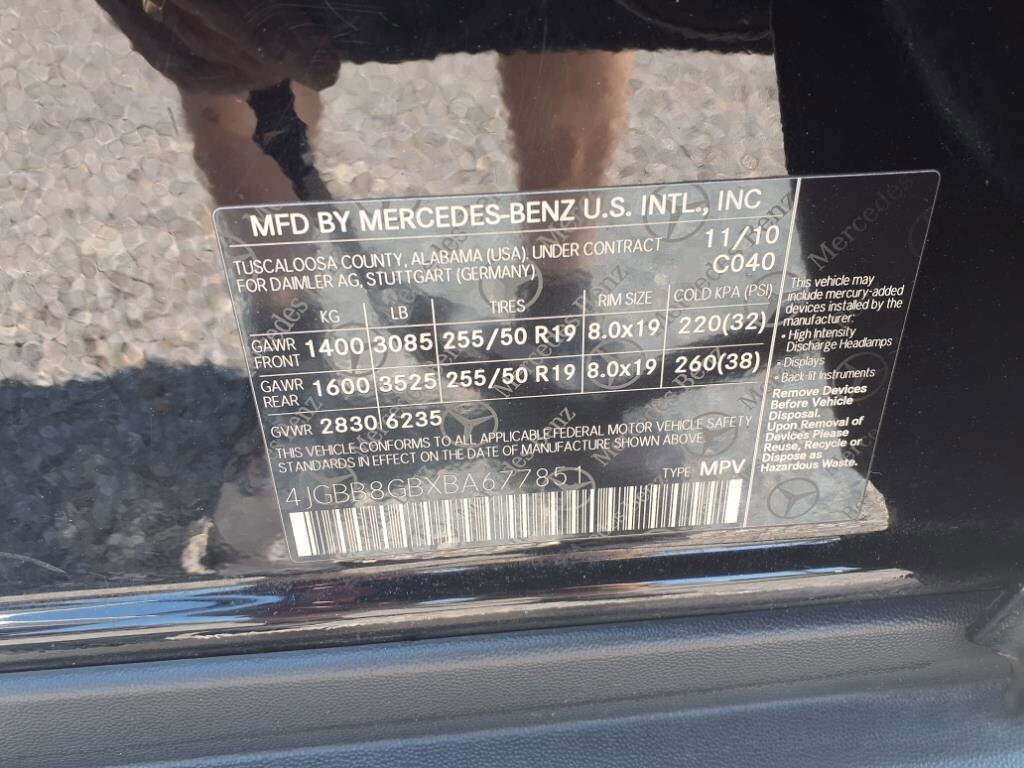 MFD BY MERCEDES-BENZ U.S. INTL., INC
TUSCALOOSA COUNTY, ALABAMA (USA). UNDER CONTRACT 11/10
FOR DAIMLER AG, STUTTGART (GERMANY) C040
KG LB TIRES RIM SIZE COLD KPA (PSI)
GAWR FRONT 1400 3085 255/50 R19 8.0x19 220(32)
GAWR REAR 1600 3525 255/50 R19 8.0x19 260(38)
GVWR 2830 6235
THIS VEHICLE CONFORMS TO ALL APPLICABLE FEDERAL MOTOR VEHICLE SAFETY
STANDARDS IN EFFECT ON THE DATE OF MANUFACTURE SHOWN ABOVE.
4JGBB8GBXBA677851 TYPE: MPV
This vehicle may
include mercury-added
devices installed by the
manufacturer:
• High Intensity
Discharge Headlamps
• Displays
• Back-lit Instruments
Remove Devices
Before Vehicle
Disposal.
Upon Removal of
Devices Please
Reuse, Recycle or
Dispose as
Hazardous Waste.